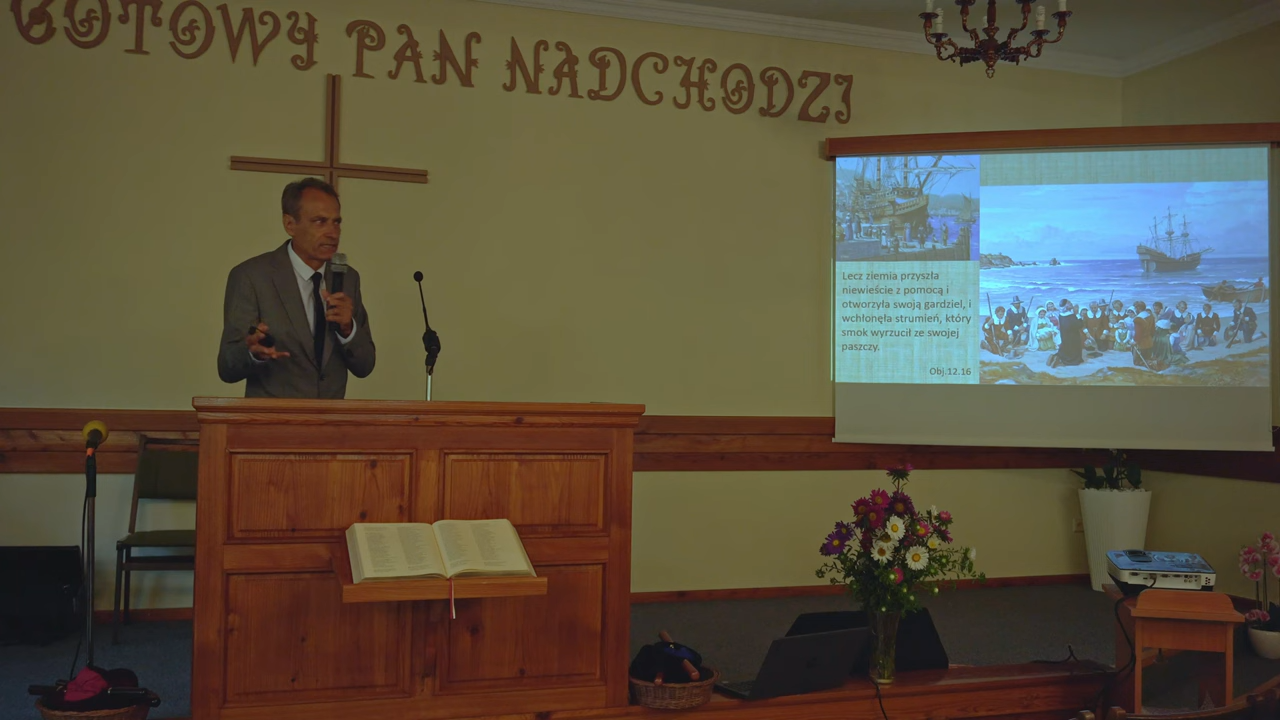 GOTOWY PAN NADCHODZI
Lecz ziemia przyszła
niewieście z pomocą i
otworzyła swoją gardziel, i
wchłonęła strumień, który
smok wyrzucił ze swojej
paszczy.
Obj.12.16